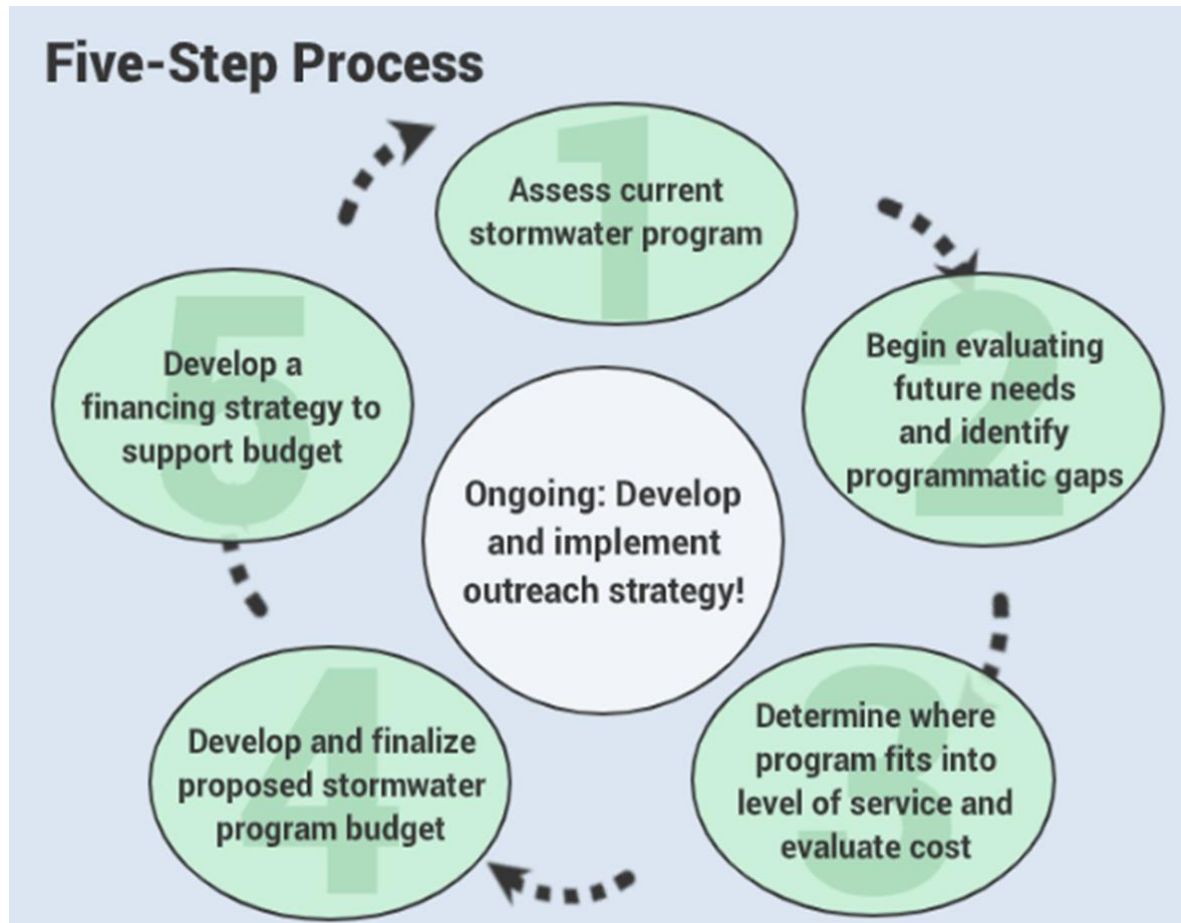 Five-Step Process
1
Assess current
stormwater program
2
Begin evaluating
future needs
and identify
programmatic gaps
3
Determine where
program fits into
level of service and
evaluate cost
4
Develop and finalize
proposed stormwater
program budget
5
Develop a
financing strategy to
support budget
Ongoing: Develop
and implement
outreach strategy!